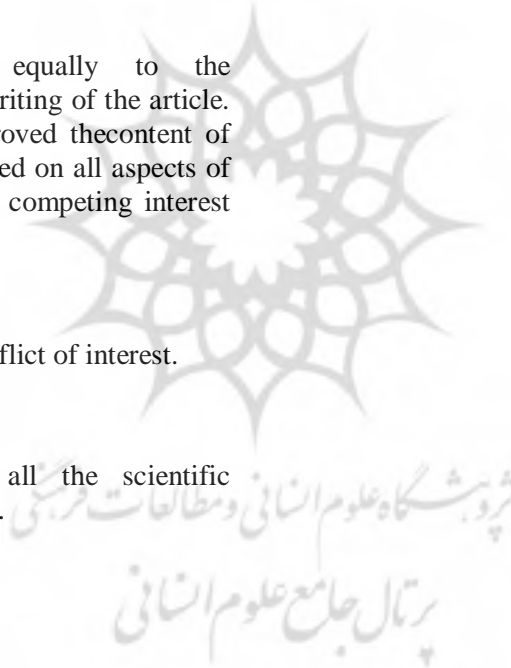 equally to the
riting of the article.
roved thecontent of
ed on all aspects of
competing interest
flict of interest.
all the scientific
.
پژوهشگاه علوم انسانی و مطالعات فرهنگی
پرتال جامع علوم انسانی